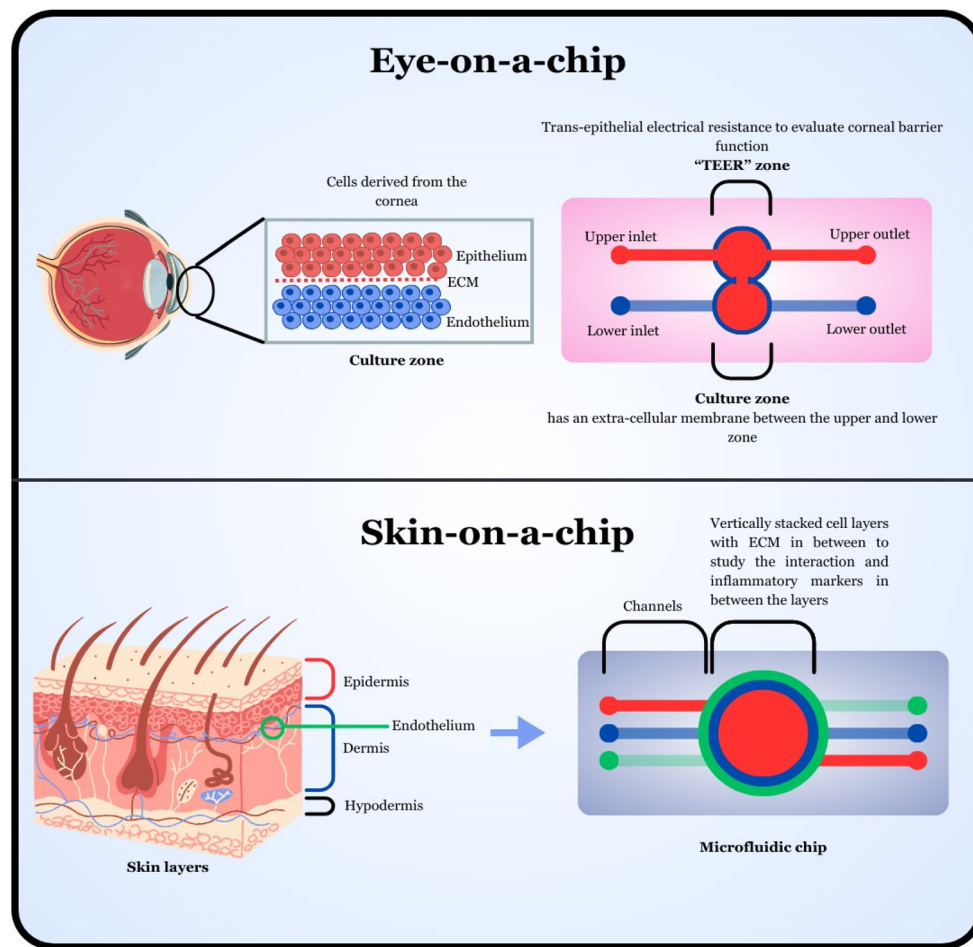 Eye-on-a-chip
Trans-epithelial electrical resistance to evaluate corneal barrier
function
“TEER” zone
Cells derived from the
cornea
Epithelium
ECM
Endothelium
Culture zone
Upper inlet
Upper outlet
Lower inlet
Lower outlet
Culture zone
has an extra-cellular membrane between the upper and lower
zone
Skin-on-a-chip
Vertically stacked cell layers
with ECM in between to
study the interaction and
inflammatory markers in
between the layers
Channels
Epidermis
Endothelium
Dermis
Hypodermis
Skin layers
Microfluidic chip